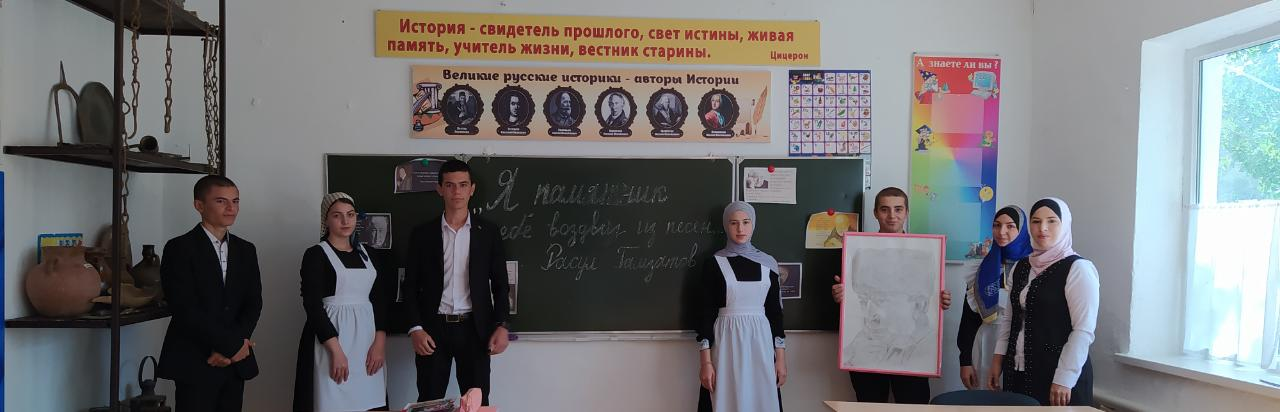 История - свидетель прошлого, свет истины, живая
память, учитель жизни, вестник старины.
Цицерон
Великие русские историки - авторы Истории
А знаете ли вы?
"Я памятник
себе воздвиг из песен...
Расул Гамзатов